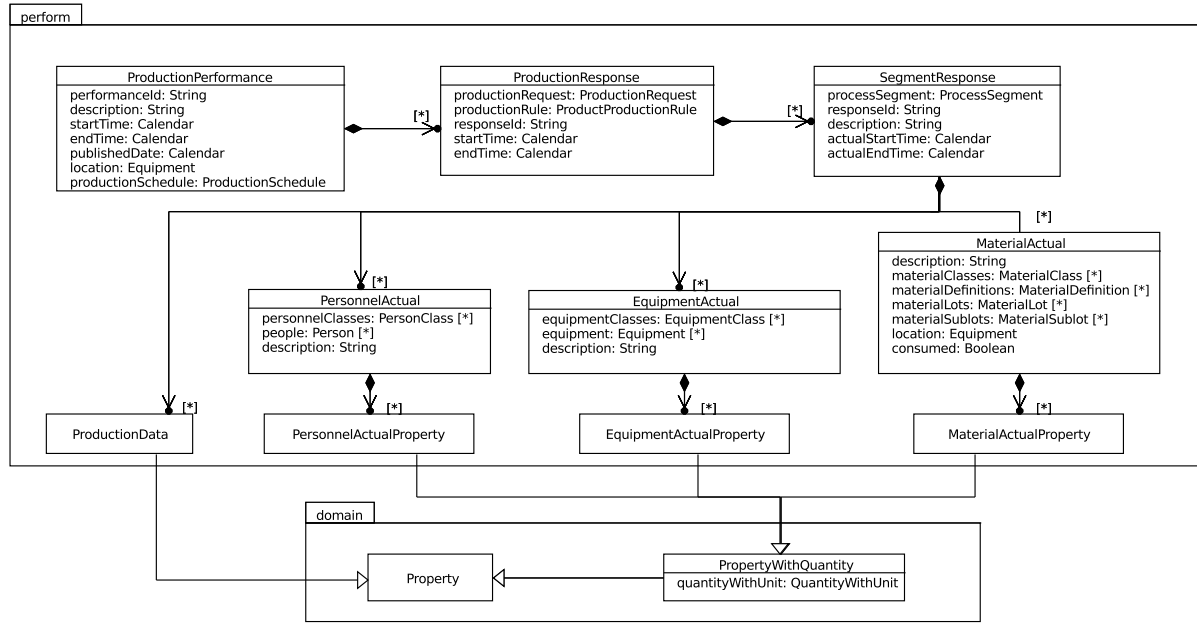 perform
ProductionPerformance
performanceId: String
description: String
startTime: Calendar
endTime: Calendar
publishedDate: Calendar
location: Equipment
productionSchedule: ProductionSchedule
[*]
ProductionResponse
productionRequest: ProductionRequest
productionRule: ProductProductionRule
responseId: String
startTime: Calendar
endTime: Calendar
[*]
SegmentResponse
processSegment: ProcessSegment
responseId: String
description: String
actualStartTime: Calendar
actualEndTime: Calendar
[*]
PersonnelActual
personnelClasses: PersonClass [*]
people: Person [*]
description: String
[*]
EquipmentActual
equipmentClasses: EquipmentClass [*]
equipment: Equipment [*]
description: String
[*]
MaterialActual
description: String
materialClasses: MaterialClass [*]
materialDefinitions: MaterialDefinition [*]
materialLots: MaterialLot [*]
materialSublots: MaterialSublot [*]
location: Equipment
consumed: Boolean
[*]
ProductionData
[*]
PersonnelActualProperty
[*]
EquipmentActualProperty
[*]
MaterialActualProperty
domain
Property
PropertyWithQuantity
quantityWithUnit: QuantityWithUnit